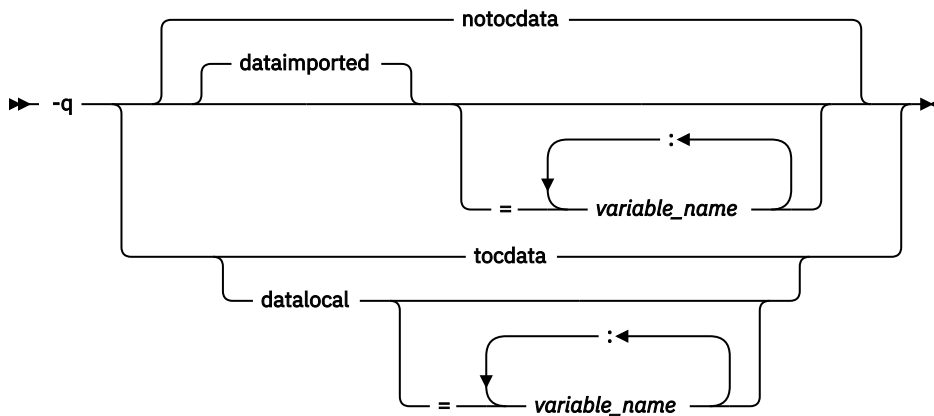 notocdata
dataimported
-q
:
= variable_name
tocdata
datalocal
:
= variable_name